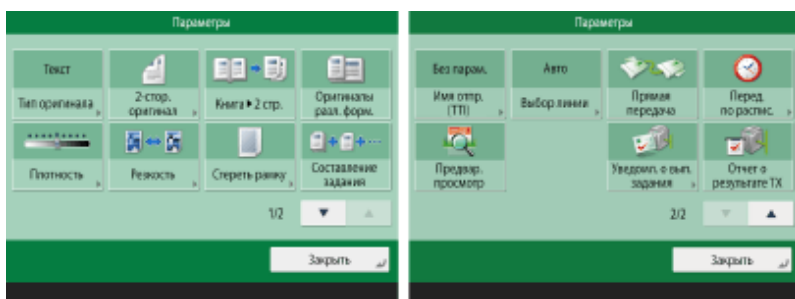 Параметры
Текст
Тип оригинала
2-стор.
оригинал
Книга ▸ 2 стр.
Оригиналы
разл. форм.
Плотность
Резкость
Стереть рамку
Составление
задания
1/2
Закрыть
Параметры
Без парам.
Имя отпр.
(TTI)
Авто
Выбор линии
Прямая
передача
Перед.
по распис.
Предвар.
просмотр
Уведомл. о вып.
задания
Отчет о
результате TX
2/2
Закрыть